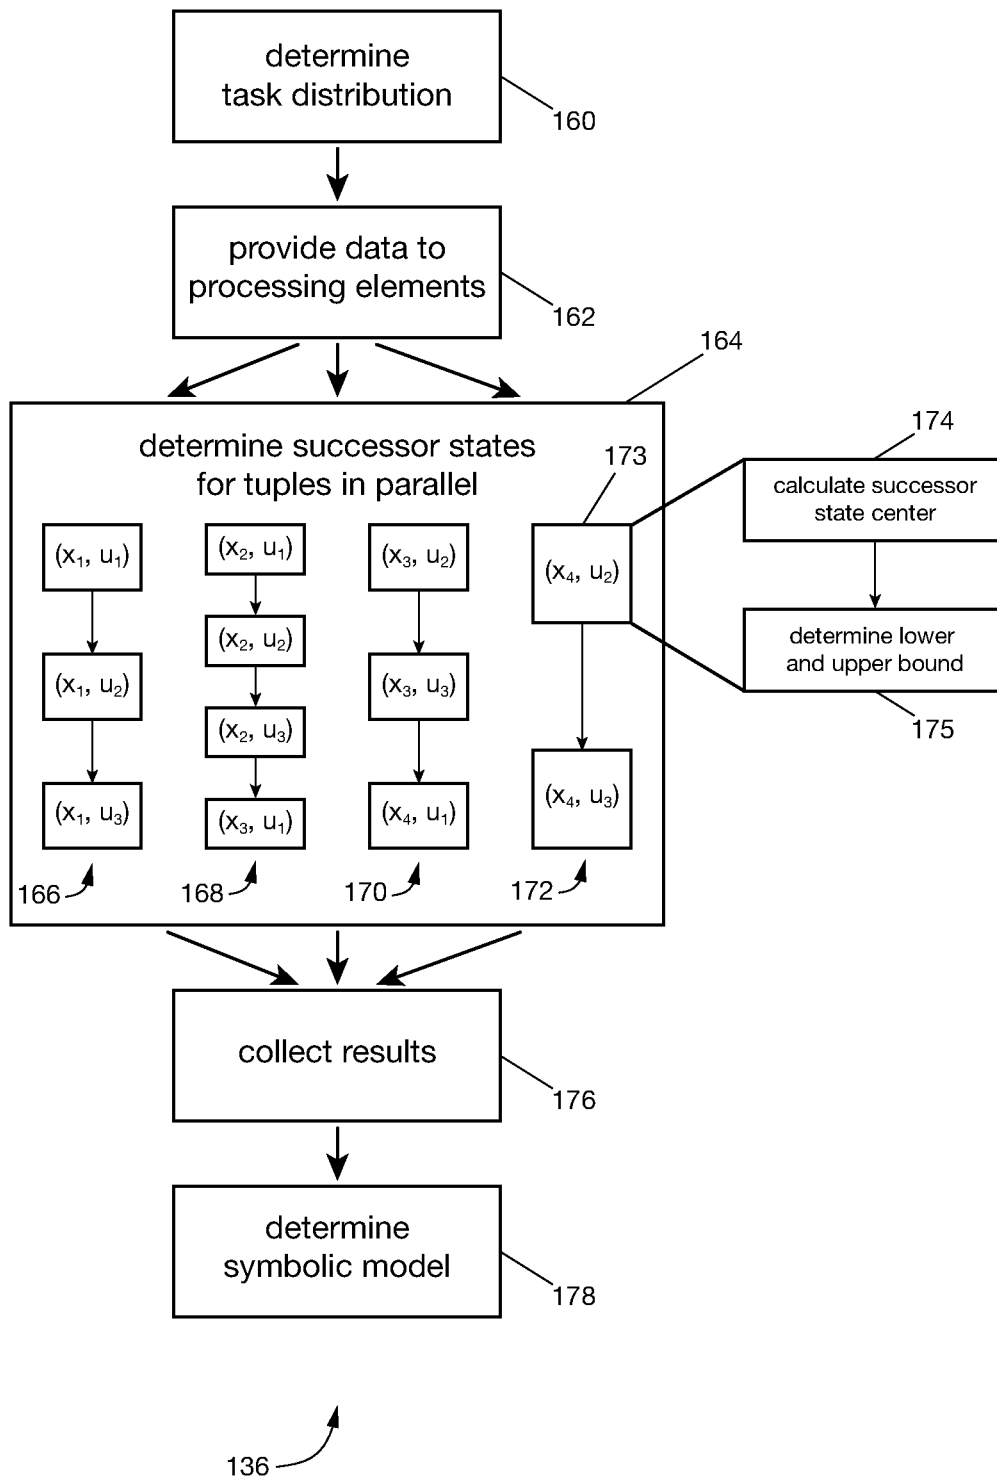 determine
task distribution
160
provide data to
processing elements
162
164
determine successor states
for tuples in parallel
173
174
calculate successor
state center
determine lower
and upper bound
175
(x₁, u₁)
(x₁, u₂)
(x₁, u₃)
166
(x₂, u₁)
(x₂, u₂)
(x₂, u₃)
(x₃, u₁)
168
(x₃, u₂)
(x₃, u₃)
(x₄, u₁)
170
(x₄, u₂)
(x₄, u₃)
172
collect results
176
determine
symbolic model
178
136